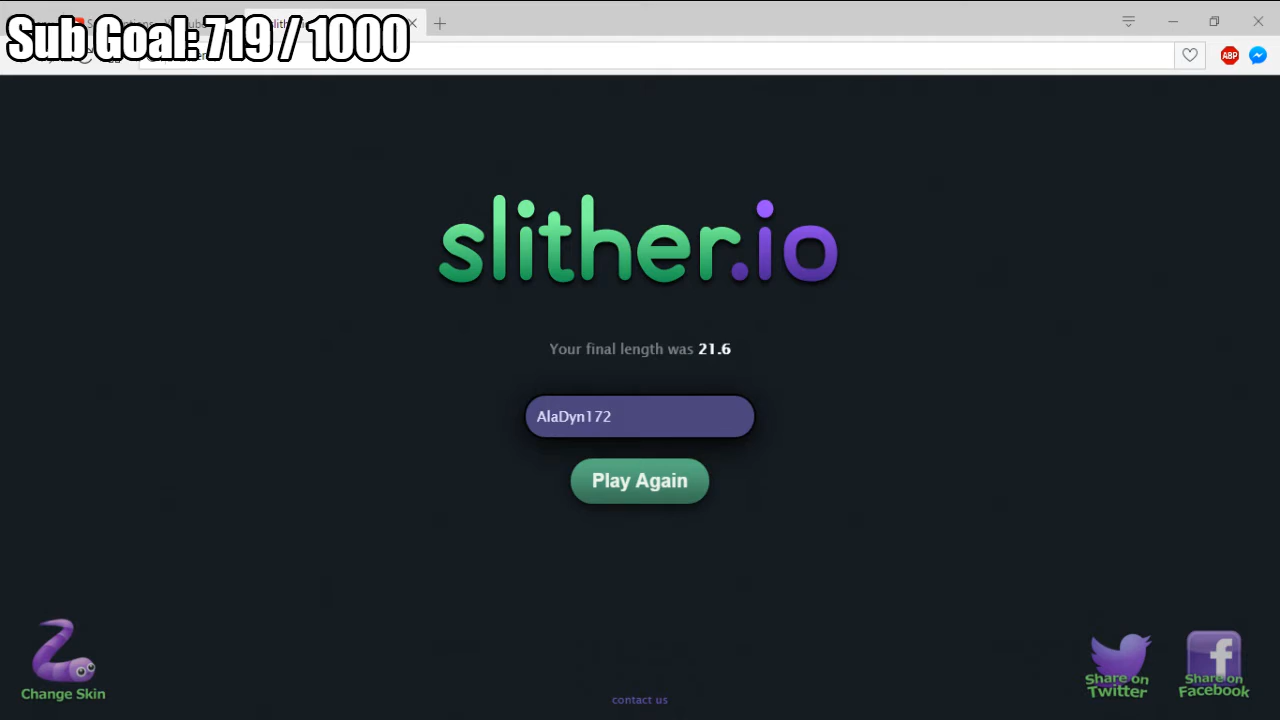 Sub Goal: 719 / 1000
ABP
slither.io
Your final length was 21.6
AlaDyn172
Play Again
Change Skin
contact us
Share on
Twitter
Share on
Facebook